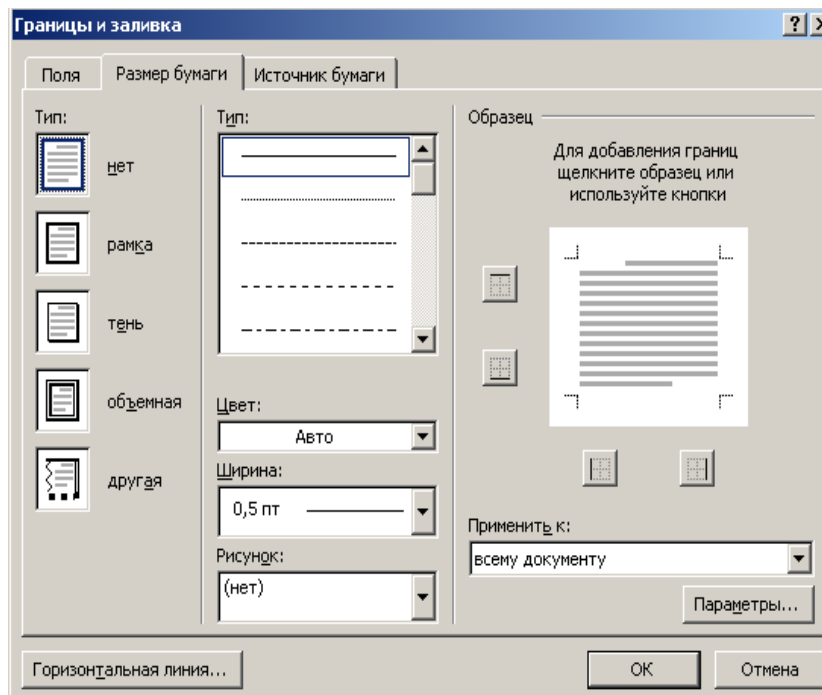 Границы и заливка
Поля
Размер бумаги
Источник бумаги
Тип:
нет
рамка
тень
объемная
другая
Тип:
Цвет:
Авто
Ширина:
0,5 пт
Рисунок:
(нет)
Образец
Для добавления границ
щелкните образец или
используйте кнопки
Применить к:
всему документу
Параметры...
Горизонтальная линия...
ОК
Отмена